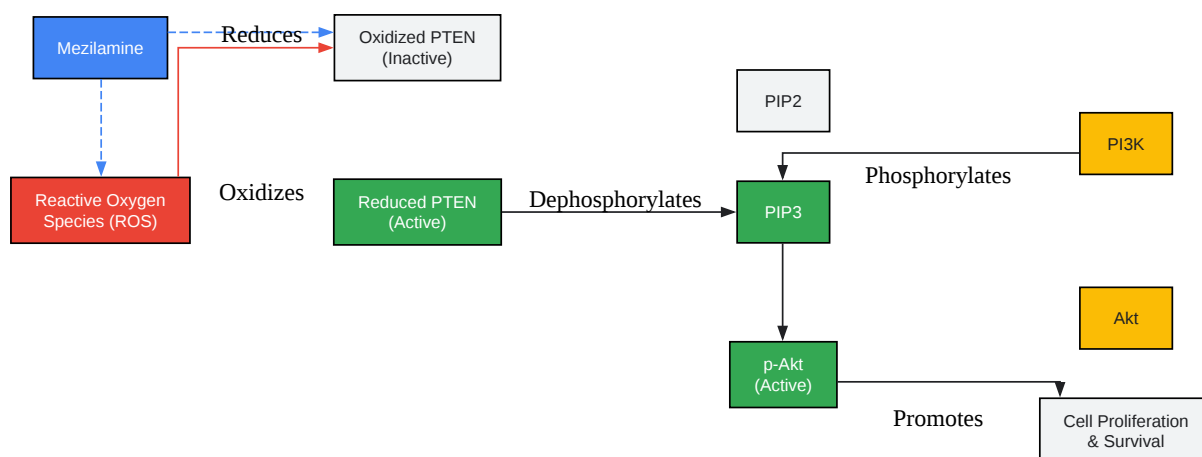 Mezilamine
Reduces
Oxidized PTEN
(Inactive)
PIP2
PI3K
Phosphorylates
Reactive Oxygen
Species (ROS)
Oxidizes
Reduced PTEN
(Active)
Dephosphorylates
PIP3
Akt
p-Akt
(Active)
Promotes
Cell Proliferation
& Survival